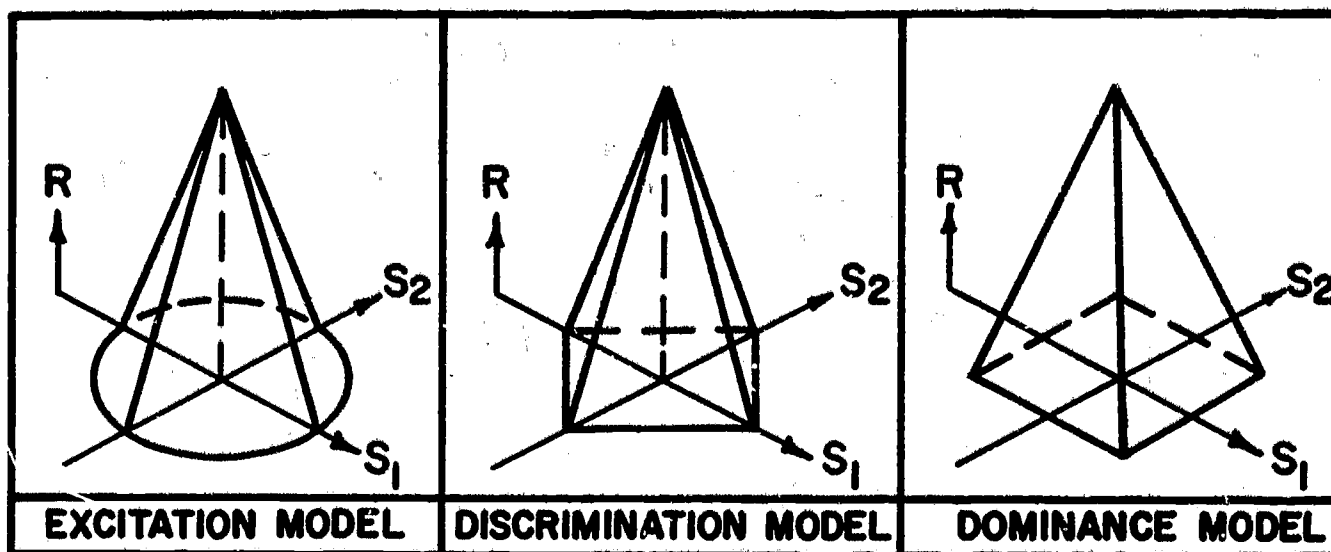 R
S2
S1
EXCITATION MODEL
R
S2
S1
DISCRIMINATION MODEL
R
S2
S1
DOMINANCE MODEL